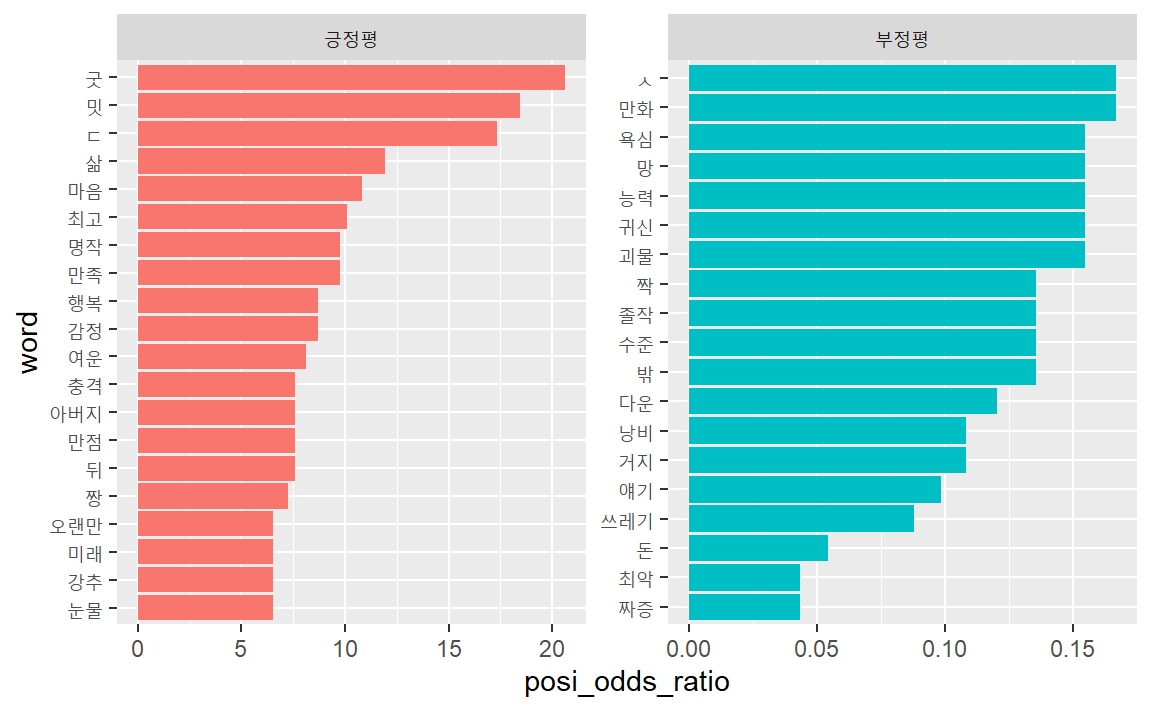 긍정평
부정평
word
굿
밋
ㄷ
삶
마음
최고
명작
만족
행복
감정
여운
충격
아버지
만점
뒤
짱
오랜만
미래
강추
눈물
0
5
10
15
20
ㅅ
만화
욕심
망
능력
귀신
괴물
짝
졸작
수준
밖
다운
낭비
거지
얘기
쓰레기
돈
최악
짜증
0.00
0.05
0.10
0.15
posi_odds_ratio